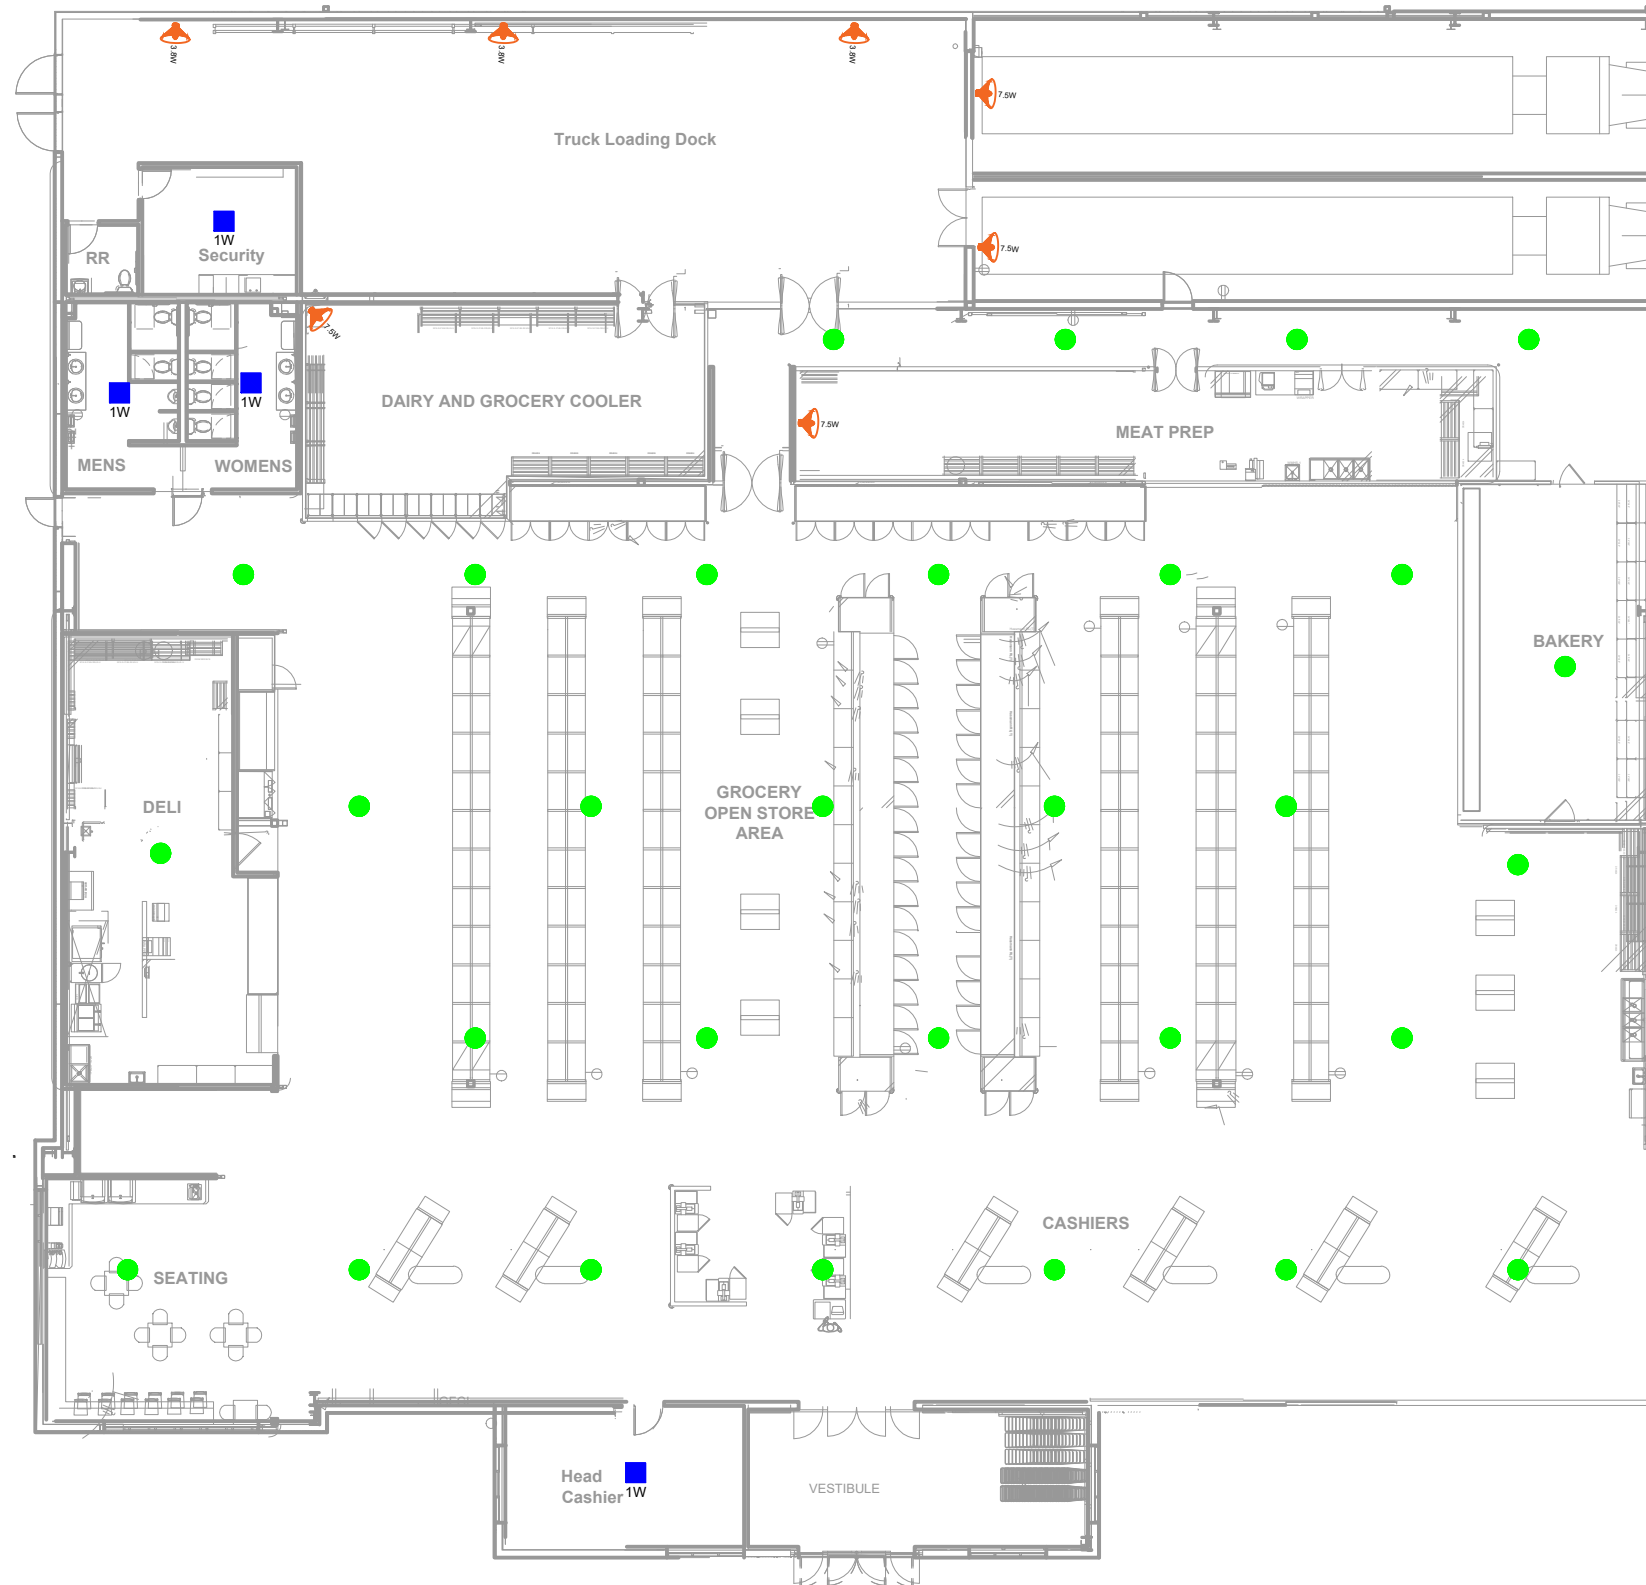 3.8W
3.8W
3.8W
7.5W
Truck Loading Dock
1W
Security
RR
7.5W
7.5W
1W
1W
DAIRY AND GROCERY COOLER
7.5W
MEAT PREP
MENS
WOMENS
BAKERY
DELI
GROCERY
OPEN STORE
AREA
CASHIERS
SEATING
Head
Cashier
1W
VESTIBULE